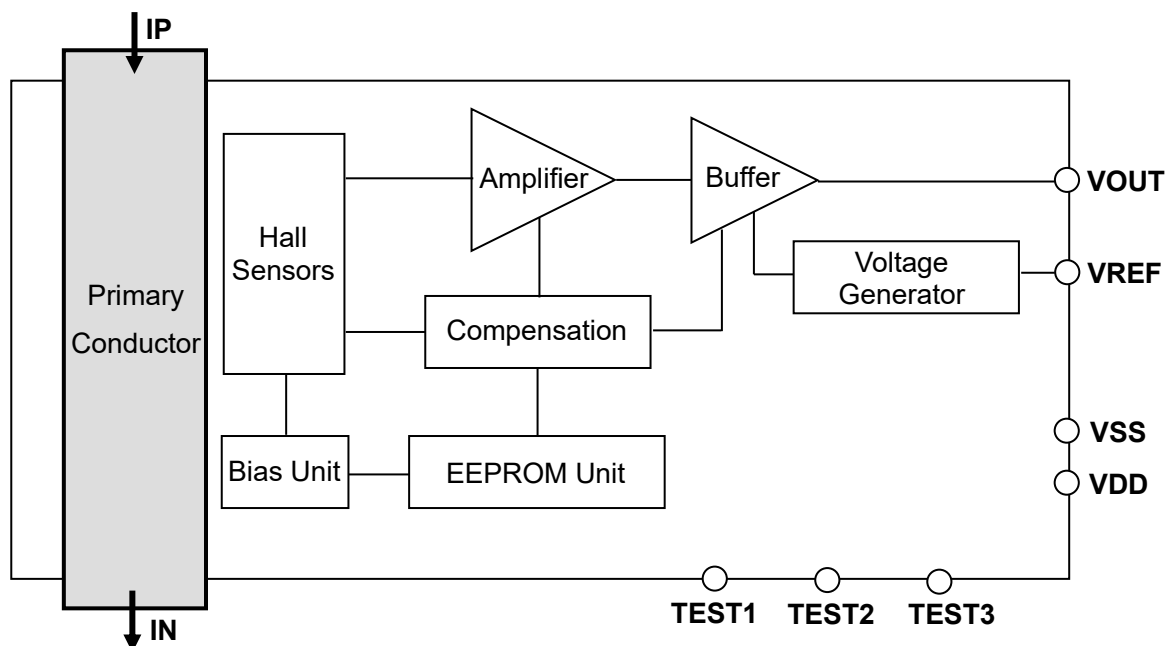 IP
Primary
Conductor
Hall
Sensors
Amplifier
Buffer
VOUT
Voltage
Generator
VREF
Compensation
VSS
Bias Unit
EEPROM Unit
VDD
TEST1
TEST2
TEST3
IN